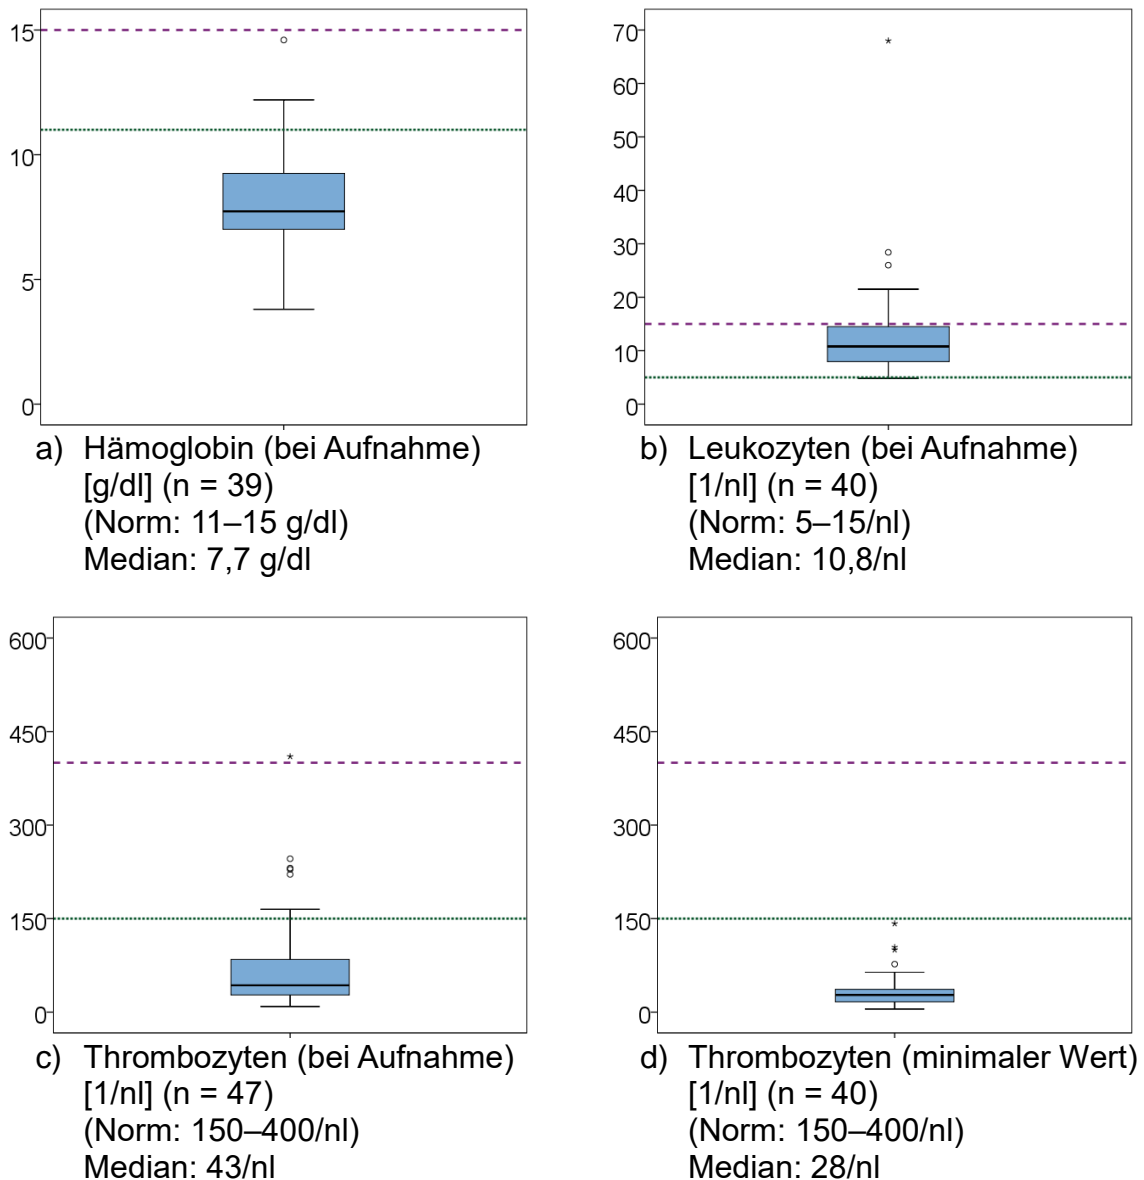 15
10
5
0
a) Hämoglobin (bei Aufnahme)
[g/dl] (n = 39)
(Norm: 11–15 g/dl)
Median: 7,7 g/dl
70
60
50
40
30
20
10
0
b) Leukozyten (bei Aufnahme)
[1/nl] (n = 40)
(Norm: 5–15/nl)
Median: 10,8/nl
600
450
300
150
0
c) Thrombozyten (bei Aufnahme)
[1/nl] (n = 47)
(Norm: 150–400/nl)
Median: 43/nl
600
450
300
150
0
d) Thrombozyten (minimaler Wert)
[1/nl] (n = 40)
(Norm: 150–400/nl)
Median: 28/nl